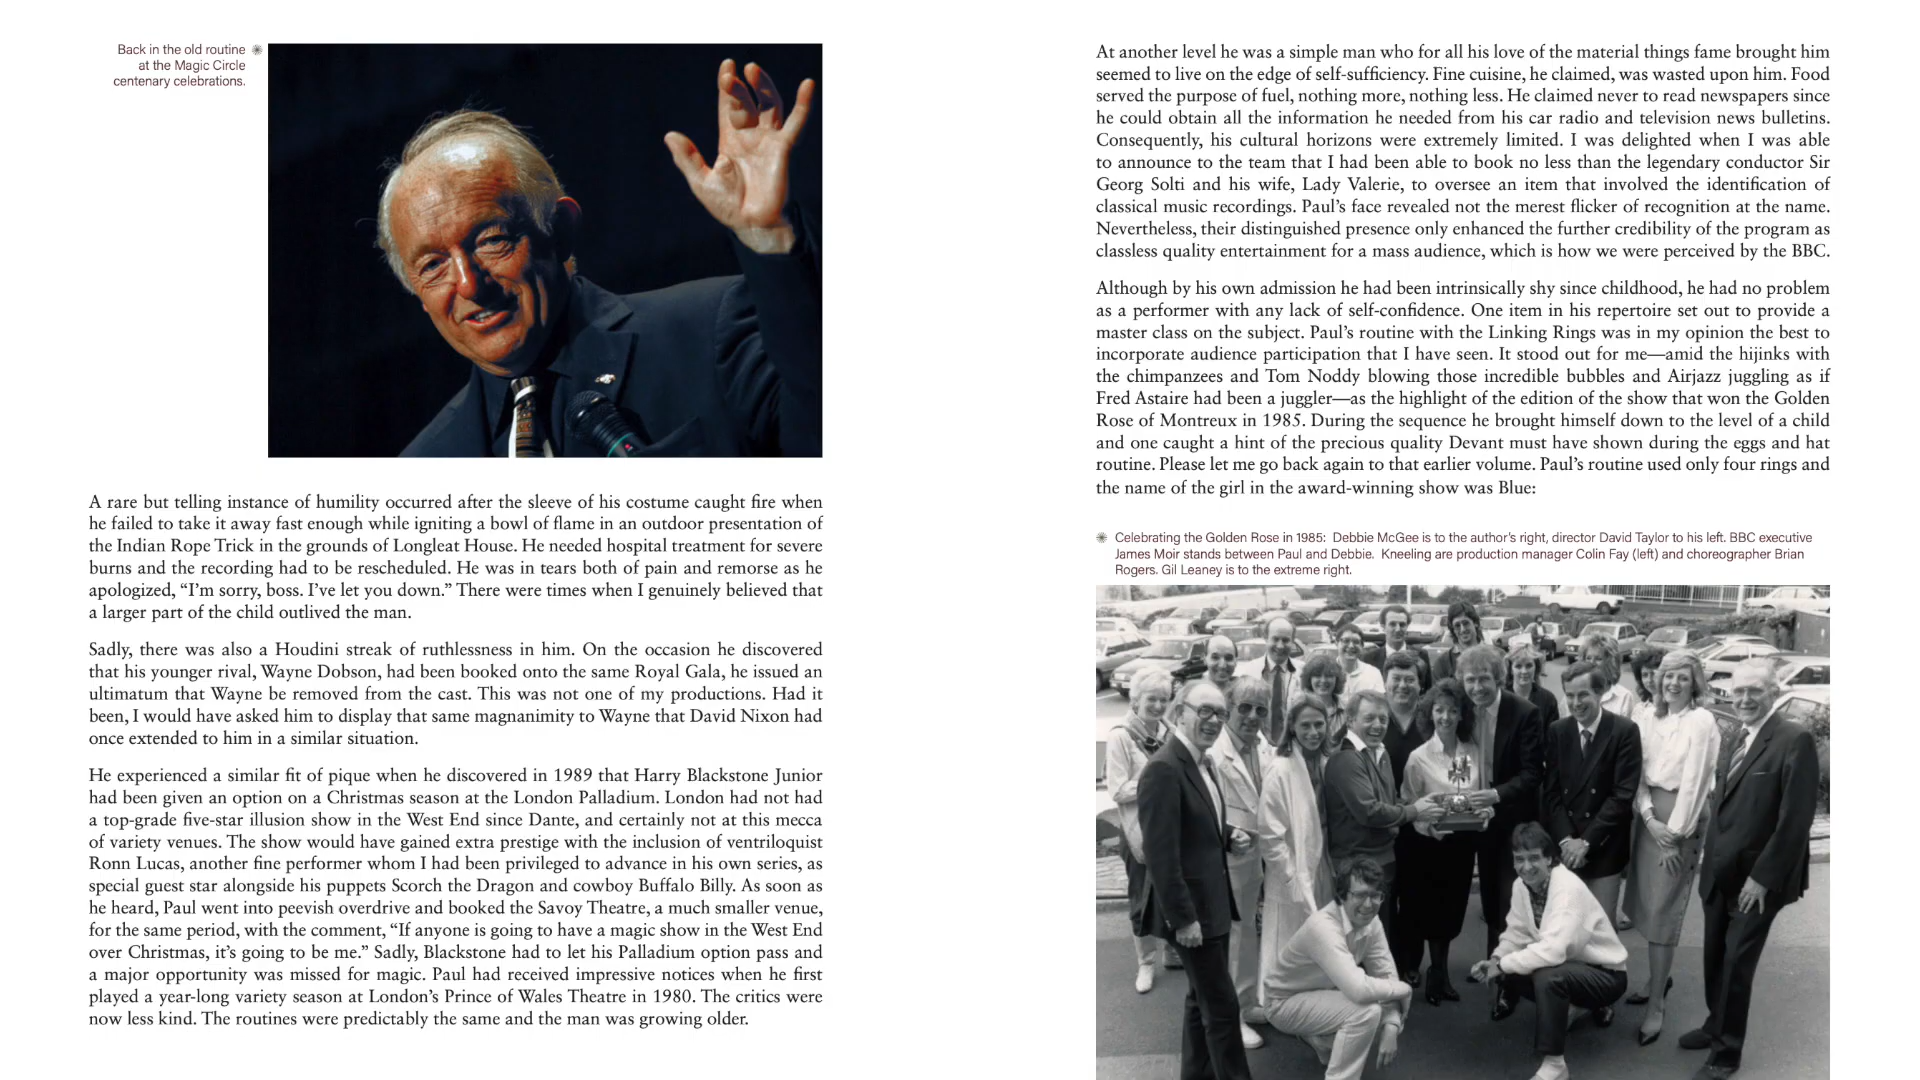 Back in the old routine
at the Magic Circle
centenary celebrations.
A rare but telling instance of humility occurred after the sleeve of his costume caught fire when
he failed to take it away fast enough while igniting a bowl of flame in an outdoor presentation of
the Indian Rope Trick in the grounds of Longleat House. He needed hospital treatment for severe
burns and the recording had to be rescheduled. He was in tears both of pain and remorse as he
apologized, “I’m sorry, boss. I’ve let you down.” There were times when I genuinely believed that
a larger part of the child outlived the man.
Sadly, there was also a Houdini streak of ruthlessness in him. On the occasion he discovered
that his younger rival, Wayne Dobson, had been booked onto the same Royal Gala, he issued an
ultimatum that Wayne be removed from the cast. This was not one of my productions. Had it
been, I would have asked him to display that same magnanimity to Wayne that David Nixon had
once extended to him in a similar situation.
He experienced a similar fit of pique when he discovered in 1989 that Harry Blackstone Junior
had been given an option on a Christmas season at the London Palladium. London had not had
a top-grade five-star illusion show in the West End since Dante, and certainly not at this mecca
of variety venues. The show would have gained extra prestige with the inclusion of ventriloquist
Ronn Lucas, another fine performer whom I had been privileged to advance in his own series, as
special guest star alongside his puppets Scorch the Dragon and cowboy Buffalo Billy. As soon as
he heard, Paul went into peevish overdrive and booked the Savoy Theatre, a much smaller venue,
for the same period, with the comment, “If anyone is going to have a magic show in the West End
over Christmas, it’s going to be me.” Sadly, Blackstone had to let his Palladium option pass and
a major opportunity was missed for magic. Paul had received impressive notices when he first
played a year-long variety season at London’s Prince of Wales Theatre in 1980. The critics were
now less kind. The routines were predictably the same and the man was growing older.
At another level he was a simple man who for all his love of the material things fame brought him
seemed to live on the edge of self-sufficiency. Fine cuisine, he claimed, was wasted upon him. Food
served the purpose of fuel, nothing more, nothing less. He claimed never to read newspapers since
he could obtain all the information he needed from his car radio and television news bulletins.
Consequently, his cultural horizons were extremely limited. I was delighted when I was able
to announce to the team that I had been able to book no less than the legendary conductor Sir
Georg Solti and his wife, Lady Valerie, to oversee an item that involved the identification of
classical music recordings. Paul’s face revealed not the merest flicker of recognition at the name.
Nevertheless, their distinguished presence only enhanced the further credibility of the program as
classless quality entertainment for a mass audience, which is how we were perceived by the BBC.
Although by his own admission he had been intrinsically shy since childhood, he had no problem
as a performer with any lack of self-confidence. One item in his repertoire set out to provide a
master class on the subject. Paul’s routine with the Linking Rings was in my opinion the best to
incorporate audience participation that I have seen. It stood out for me—amid the hijinks with
the chimpanzees and Tom Noddy blowing those incredible bubbles and Airjazz juggling as if
Fred Astaire had been a juggler—as the highlight of the edition of the show that won the Golden
Rose of Montreux in 1985. During the sequence he brought himself down to the level of a child
and one caught a hint of the precious quality Devant must have shown during the eggs and hat
routine. Please let me go back again to that earlier volume. Paul’s routine used only four rings and
the name of the girl in the award-winning show was Blue:
Celebrating the Golden Rose in 1985: Debbie McGee is to the author’s right, director David Taylor to his left. BBC executive
James Moir stands between Paul and Debbie. Kneeling are production manager Colin Fay (left) and choreographer Brian
Rogers. Gil Leaney is to the extreme right.